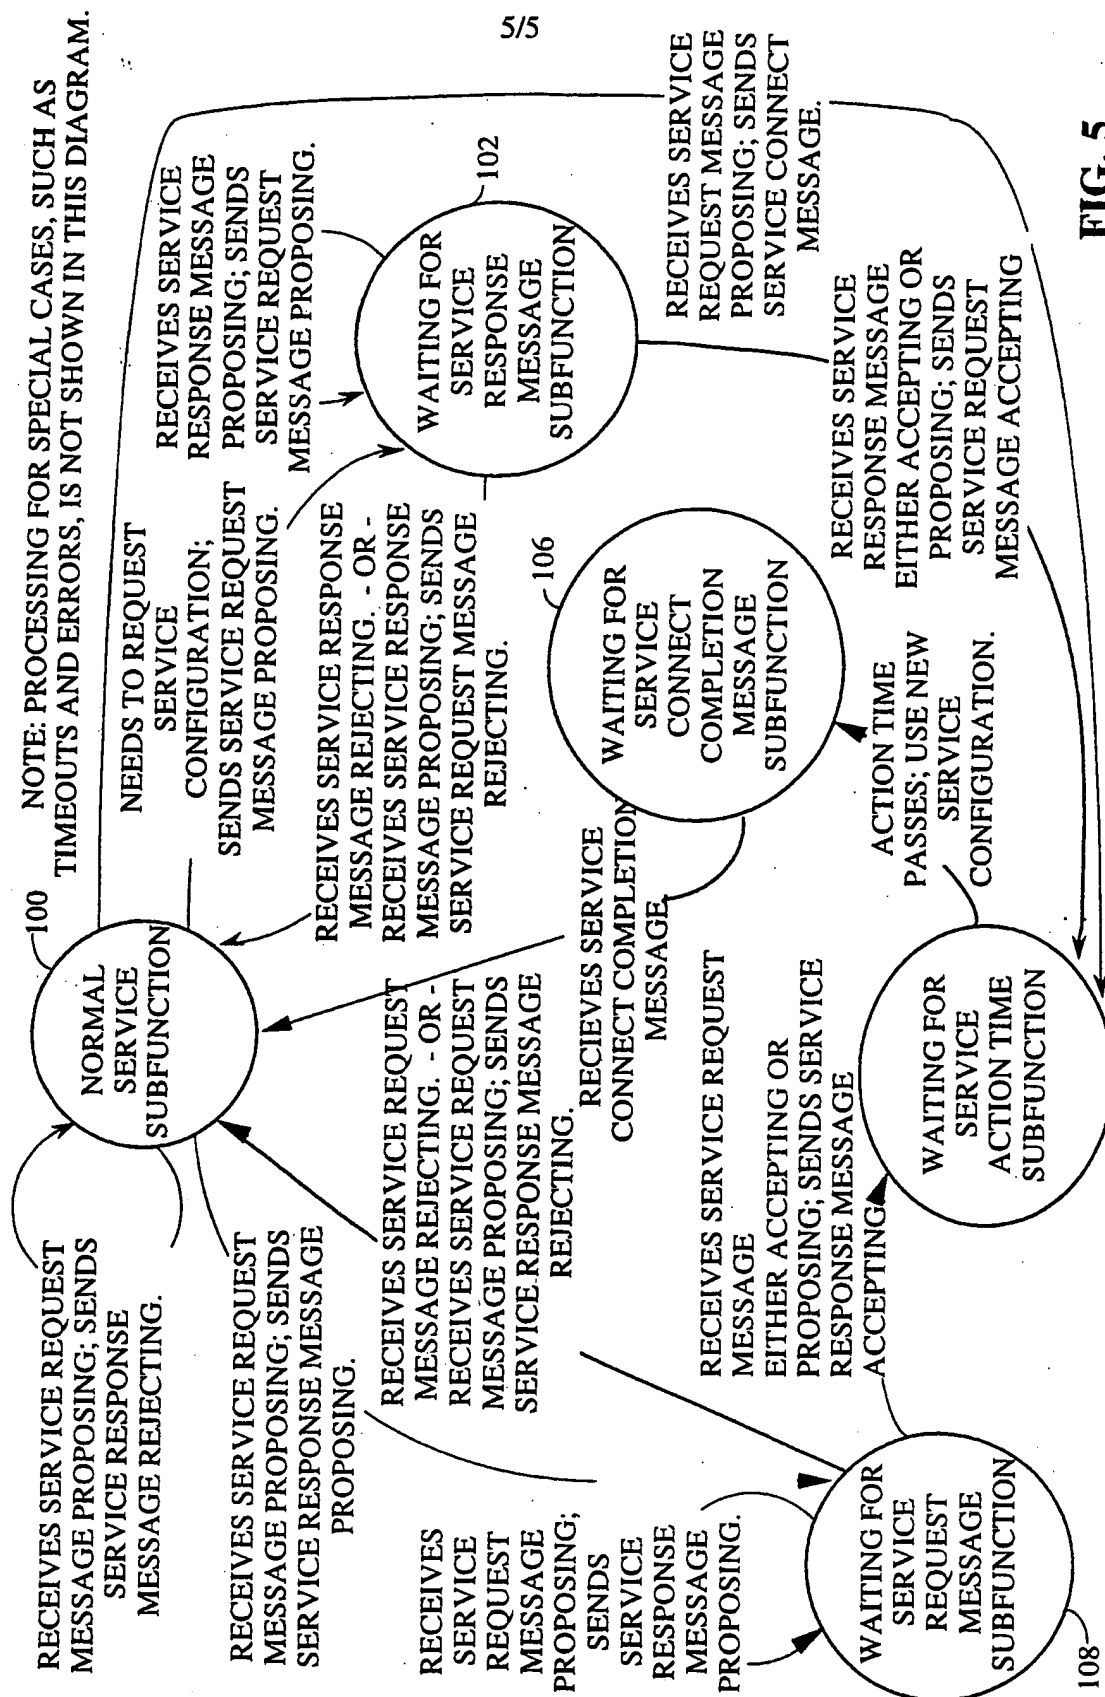 5/5
NOTE: PROCESSING FOR SPECIAL CASES, SUCH AS
TIMEOUTS AND ERRORS, IS NOT SHOWN IN THIS DIAGRAM.
100
NORMAL
SERVICE
SUBFUNCTION
RECEIVES SERVICE REQUEST
MESSAGE PROPOSING; SENDS
SERVICE RESPONSE
MESSAGE REJECTING.
RECEIVES SERVICE REQUEST
MESSAGE PROPOSING; SENDS
SERVICE RESPONSE MESSAGE
PROPOSING.
NEEDS TO REQUEST
SERVICE
CONFIGURATION;
SENDS SERVICE REQUEST
MESSAGE PROPOSING.
RECEIVES SERVICE
RESPONSE MESSAGE
PROPOSING; SENDS
SERVICE REQUEST
MESSAGE PROPOSING.
102
WAITING FOR
SERVICE
RESPONSE
MESSAGE
SUBFUNCTION
RECEIVES SERVICE RESPONSE
MESSAGE REJECTING. - OR -
RECEIVES SERVICE RESPONSE
MESSAGE PROPOSING; SENDS
SERVICE REQUEST MESSAGE
REJECTING.
RECEIVES SERVICE REQUEST
MESSAGE REJECTING. - OR -
RECEIVES SERVICE REQUEST
MESSAGE PROPOSING; SENDS
SERVICE RESPONSE MESSAGE
REJECTING.
106
WAITING FOR
SERVICE
CONNECT
COMPLETION
MESSAGE
SUBFUNCTION
RECIEVES SERVICE
CONNECT COMPLETION
MESSAGE.
RECEIVES SERVICE
REQUEST MESSAGE
PROPOSING; SENDS
SERVICE CONNECT
MESSAGE.
RECEIVES SERVICE
RESPONSE MESSAGE
EITHER ACCEPTING OR
PROPOSING; SENDS
SERVICE REQUEST
MESSAGE ACCEPTING
ACTION TIME
PASSES; USE NEW
SERVICE
CONFIGURATION.
RECEIVES SERVICE REQUEST
MESSAGE
EITHER ACCEPTING OR
PROPOSING; SENDS SERVICE
RESPONSE MESSAGE
ACCEPTING.
WAITING FOR
SERVICE
ACTION TIME
SUBFUNCTION
RECEIVES
SERVICE
REQUEST
MESSAGE
PROPOSING;
SENDS
SERVICE
RESPONSE
MESSAGE
PROPOSING.
WAITING FOR
SERVICE
REQUEST
MESSAGE
SUBFUNCTION
108
FIG. 5